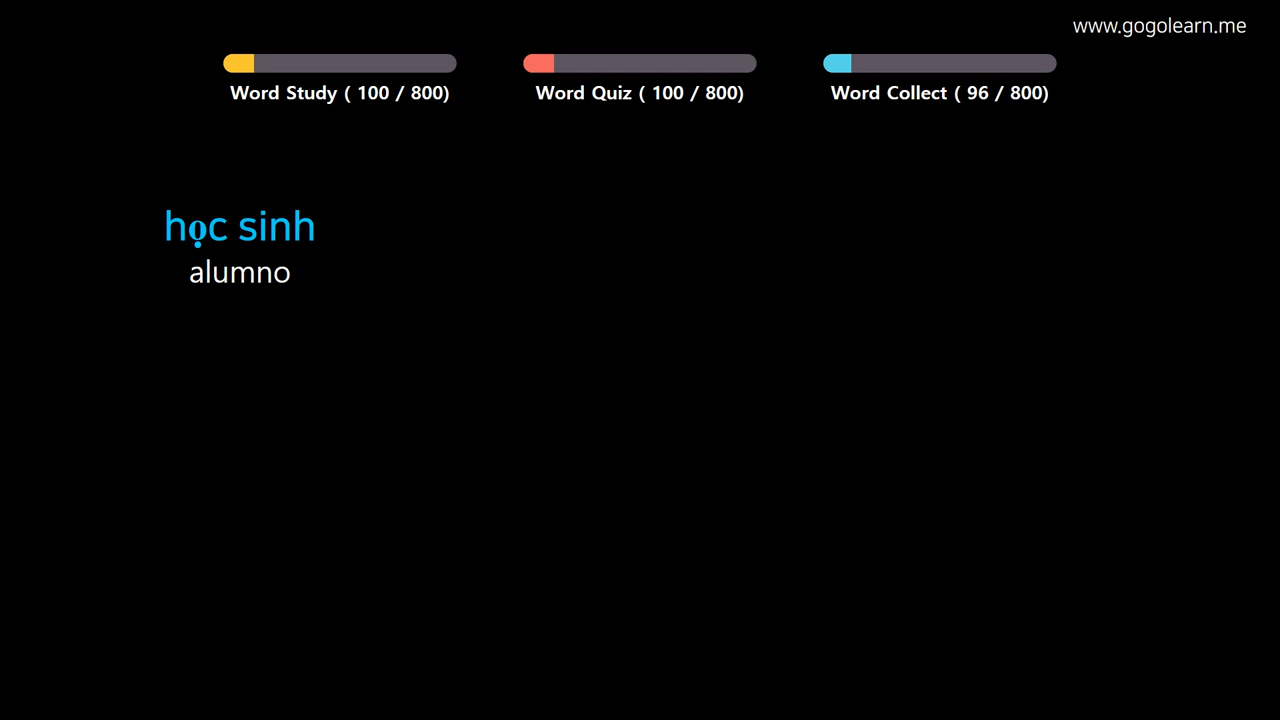 www.gogolearn.me
Word Study ( 100 / 800)
Word Quiz ( 100 / 800)
Word Collect ( 96 / 800)
học sinh
alumno